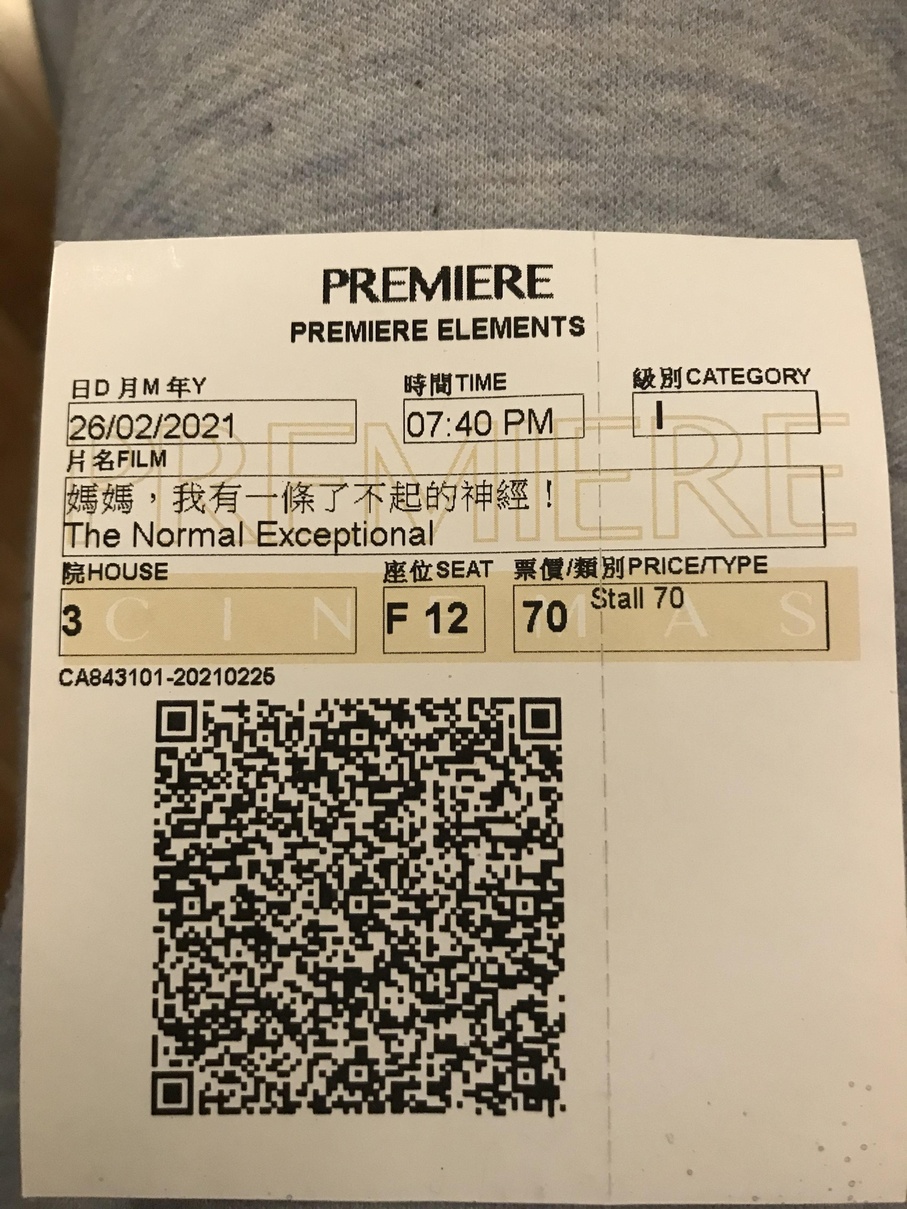 PREMIERE
PREMIERE ELEMENTS
日D 月M 年Y 時間TIME 級別CATEGORY
26/02/2021 07:40 PM I
片名FILM
媽媽，我有一條了不起的神經！
The Normal Exceptional
院HOUSE 座位SEAT 票價/類別PRICE/TYPE
3 F 12 70 Stall 70
CA843101-20210225
PREMIERE
CINEMAS